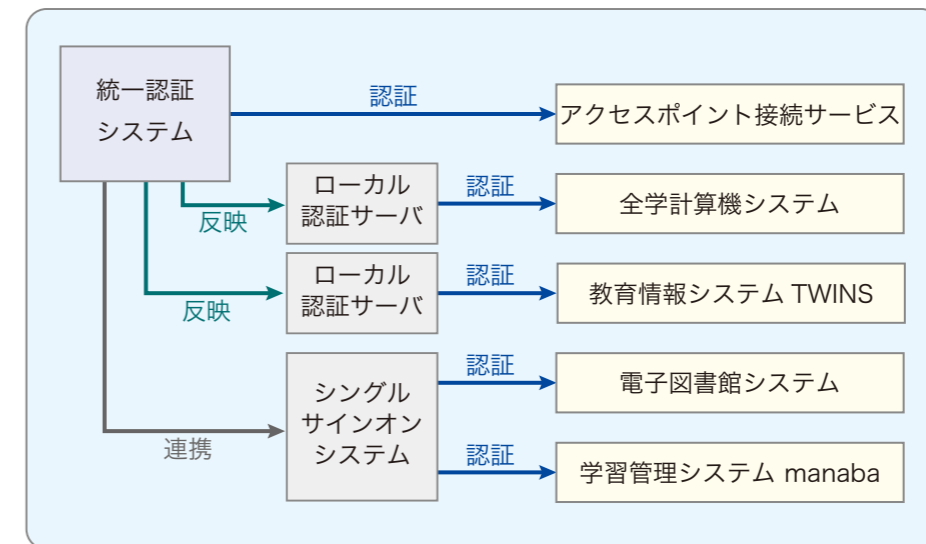 統一認証
システム
認証
アクセスポイント接続サービス
反映
ローカル
認証サーバ
認証
全学計算機システム
反映
ローカル
認証サーバ
認証
教育情報システム TWINS
連携
シングル
サインオン
システム
認証
電子図書館システム
認証
学習管理システム manaba